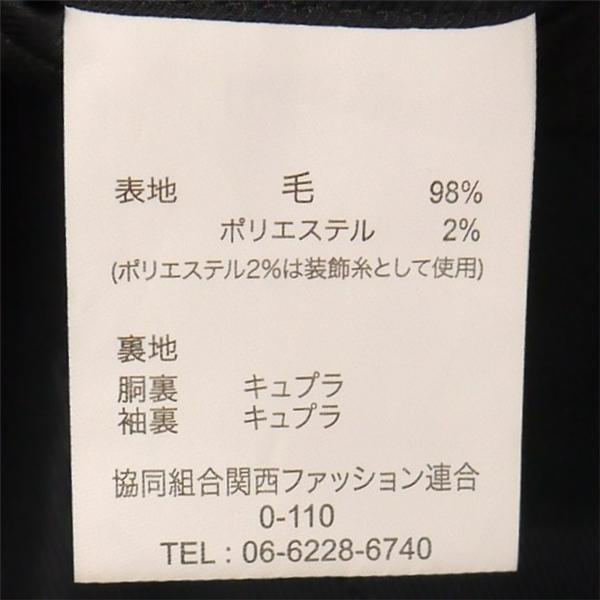 表地 毛 98%
ポリエステル 2%
(ポリエステル2%は装飾糸として使用)
裏地
胴裏 キュプラ
袖裏 キュプラ
協同組合関西ファッション連合
0-110
TEL : 06-6228-6740